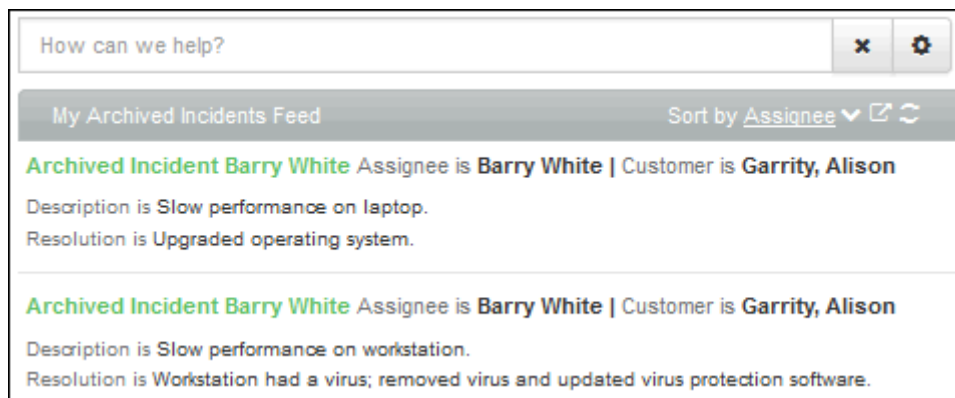 How can we help?
My Archived Incidents Feed Sort by Assignee
Archived Incident Barry White Assignee is Barry White | Customer is Garrity, Alison
Description is Slow performance on laptop.
Resolution is Upgraded operating system.
Archived Incident Barry White Assignee is Barry White | Customer is Garrity, Alison
Description is Slow performance on workstation.
Resolution is Workstation had a virus; removed virus and updated virus protection software.